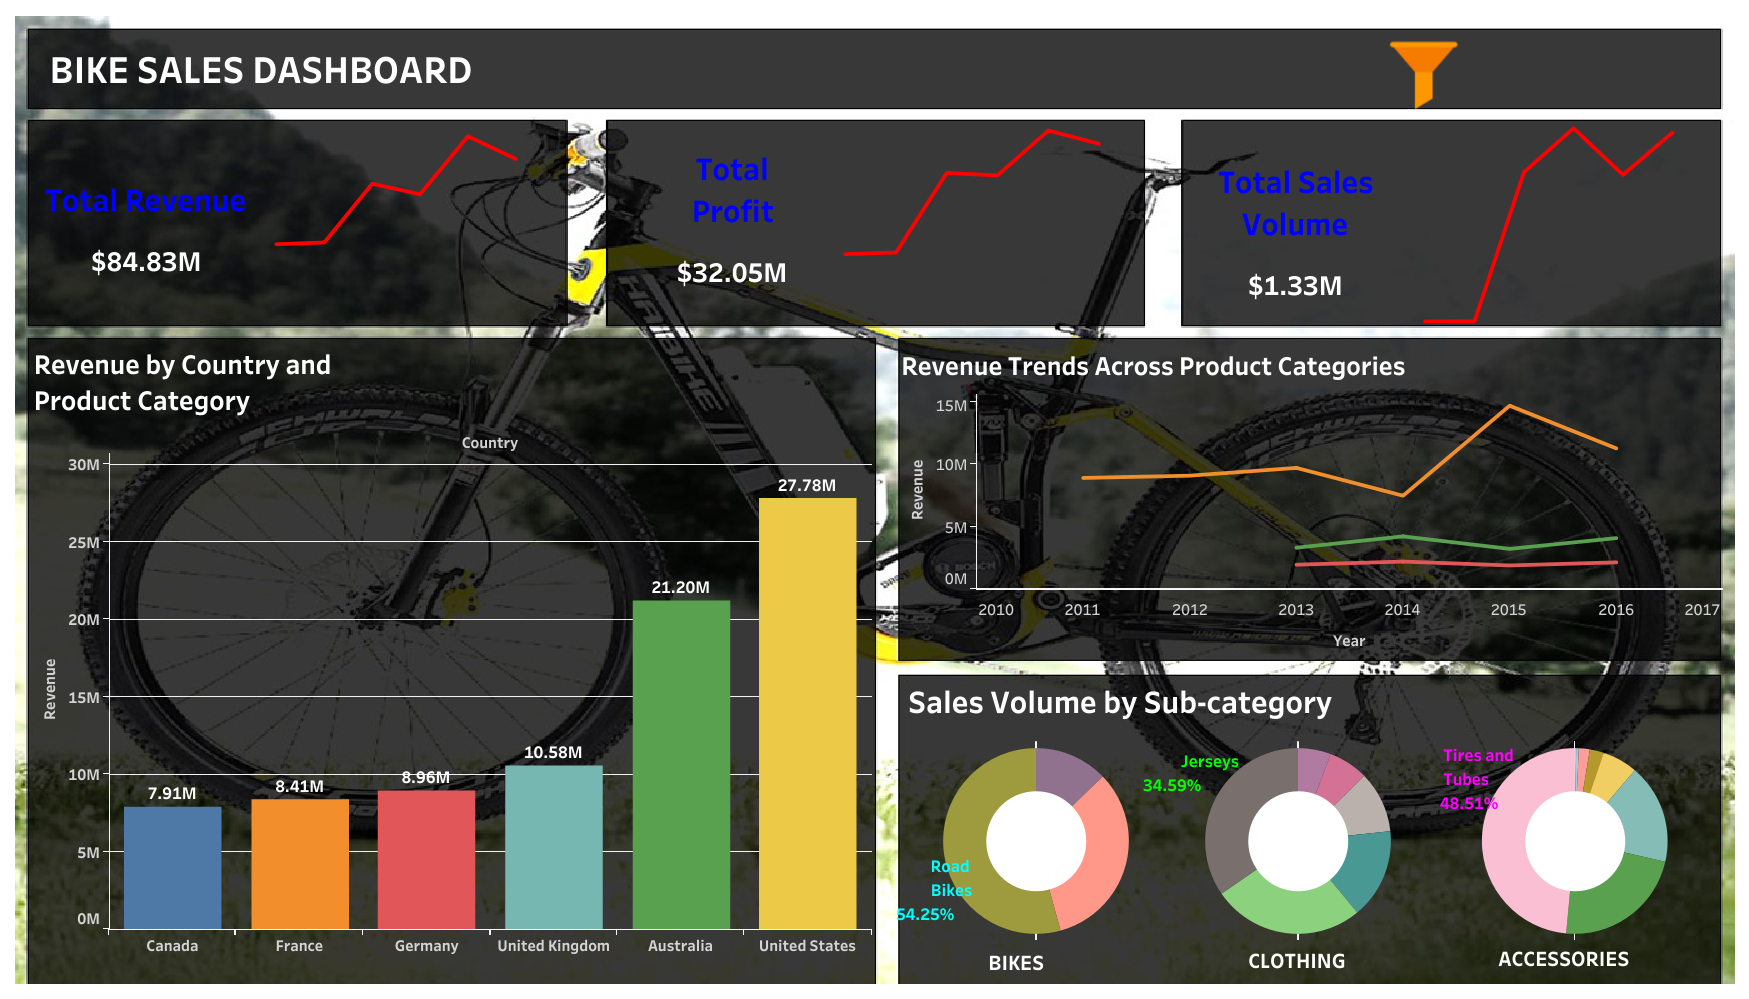 BIKE SALES DASHBOARD
Total Revenue
$84.83M
Total
Profit
$32.05M
Total Sales
Volume
$1.33M
Revenue by Country and
Product Category
Country
30M
25M
20M
15M
10M
5M
0M
Revenue
7.91M
8.41M
8.96M
10.58M
21.20M
27.78M
Canada
France
Germany
United Kingdom
Australia
United States
Revenue Trends Across Product Categories
15M
10M
5M
0M
Revenue
2010
2011
2012
2013
2014
2015
2016
2017
Year
Sales Volume by Sub-category
Road
Bikes
54.25%
BIKES
Jerseys
34.59%
CLOTHING
Tires and
Tubes
48.51%
ACCESSORIES
HAIBIKE
SCHWALBE
BOSCH